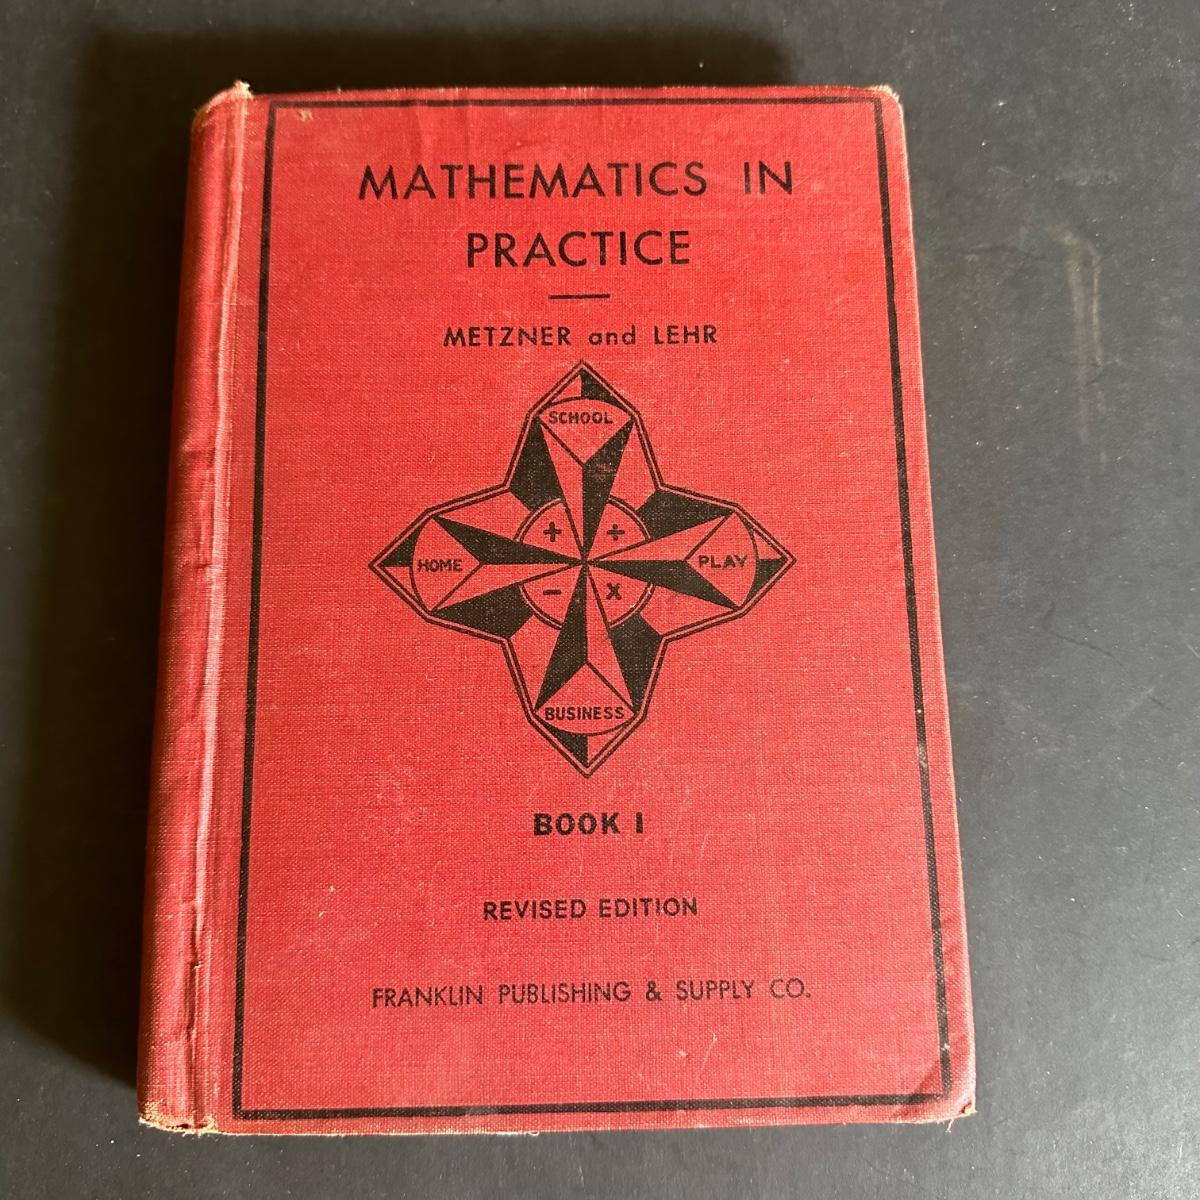 MATHEMATICS IN
PRACTICE
METZNER and LEHR
SCHOOL
+ ÷
HOME
PLAY
− x
BUSINESS
BOOK I
REVISED EDITION
FRANKLIN PUBLISHING & SUPPLY CO.